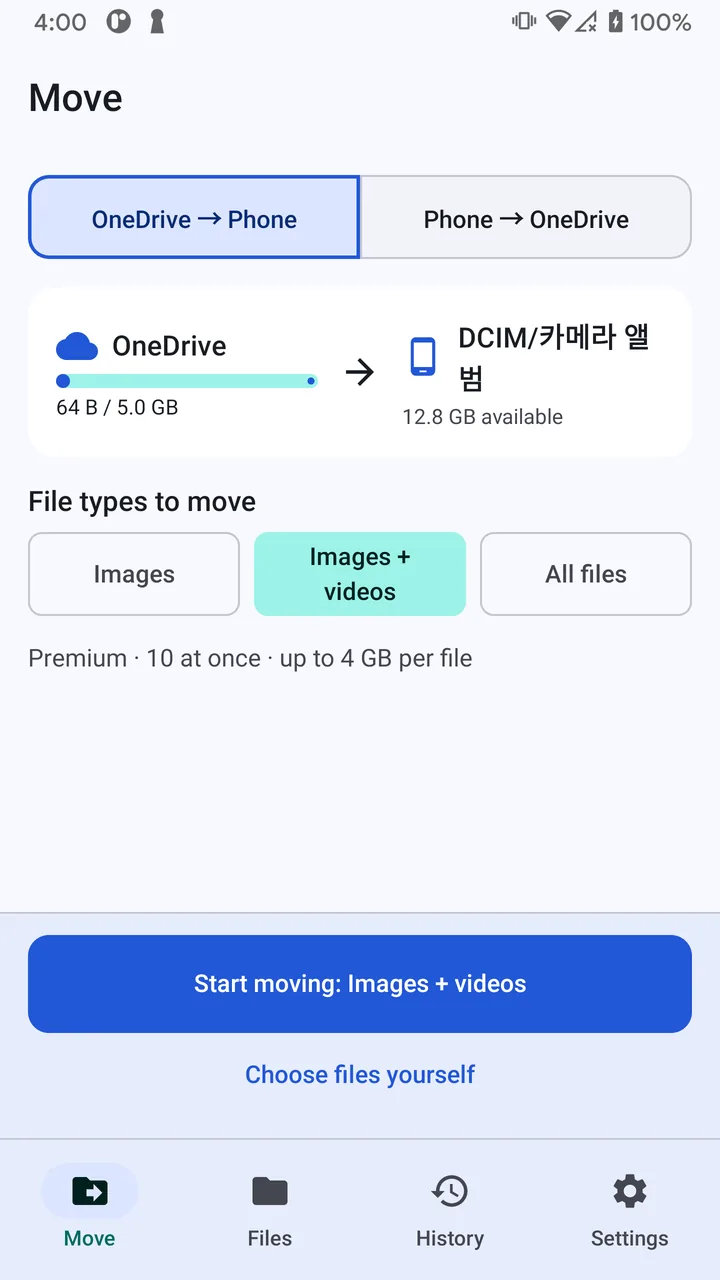 4:00
100%
Move
OneDrive → Phone
Phone → OneDrive
OneDrive
64 B / 5.0 GB
DCIM/카메라 앨
범
12.8 GB available
File types to move
Images
Images +
videos
All files
Premium · 10 at once · up to 4 GB per file
Start moving: Images + videos
Choose files yourself
Move
Files
History
Settings